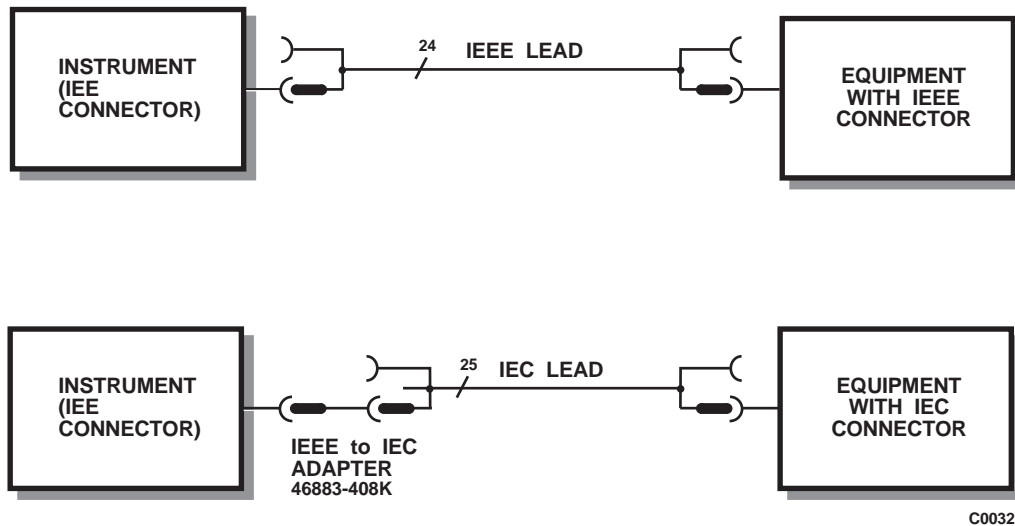 INSTRUMENT
(IEE
CONNECTOR)
24
IEEE LEAD
EQUIPMENT
WITH IEEE
CONNECTOR
INSTRUMENT
(IEE
CONNECTOR)
IEEE to IEC
ADAPTER
46883-408K
25
IEC LEAD
EQUIPMENT
WITH IEC
CONNECTOR
C0032